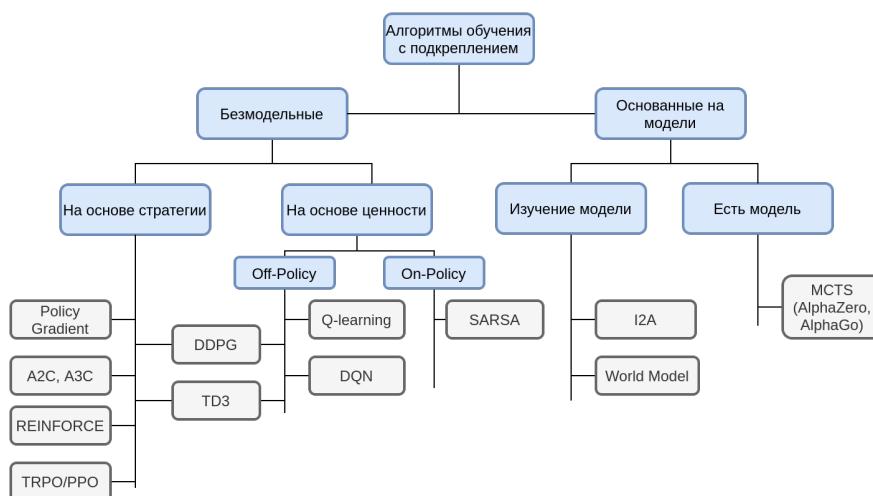 Алгоритмы обучения
с подкреплением
Безмодельные
Основанные на
модели
На основе стратегии
На основе ценности
Изучение модели
Есть модель
Off-Policy
On-Policy
Policy
Gradient
Q-learning
SARSA
I2A
MCTS
(AlphaZero,
AlphaGo)
DDPG
A2C, A3C
DQN
World Model
TD3
REINFORCE
TRPO/PPO